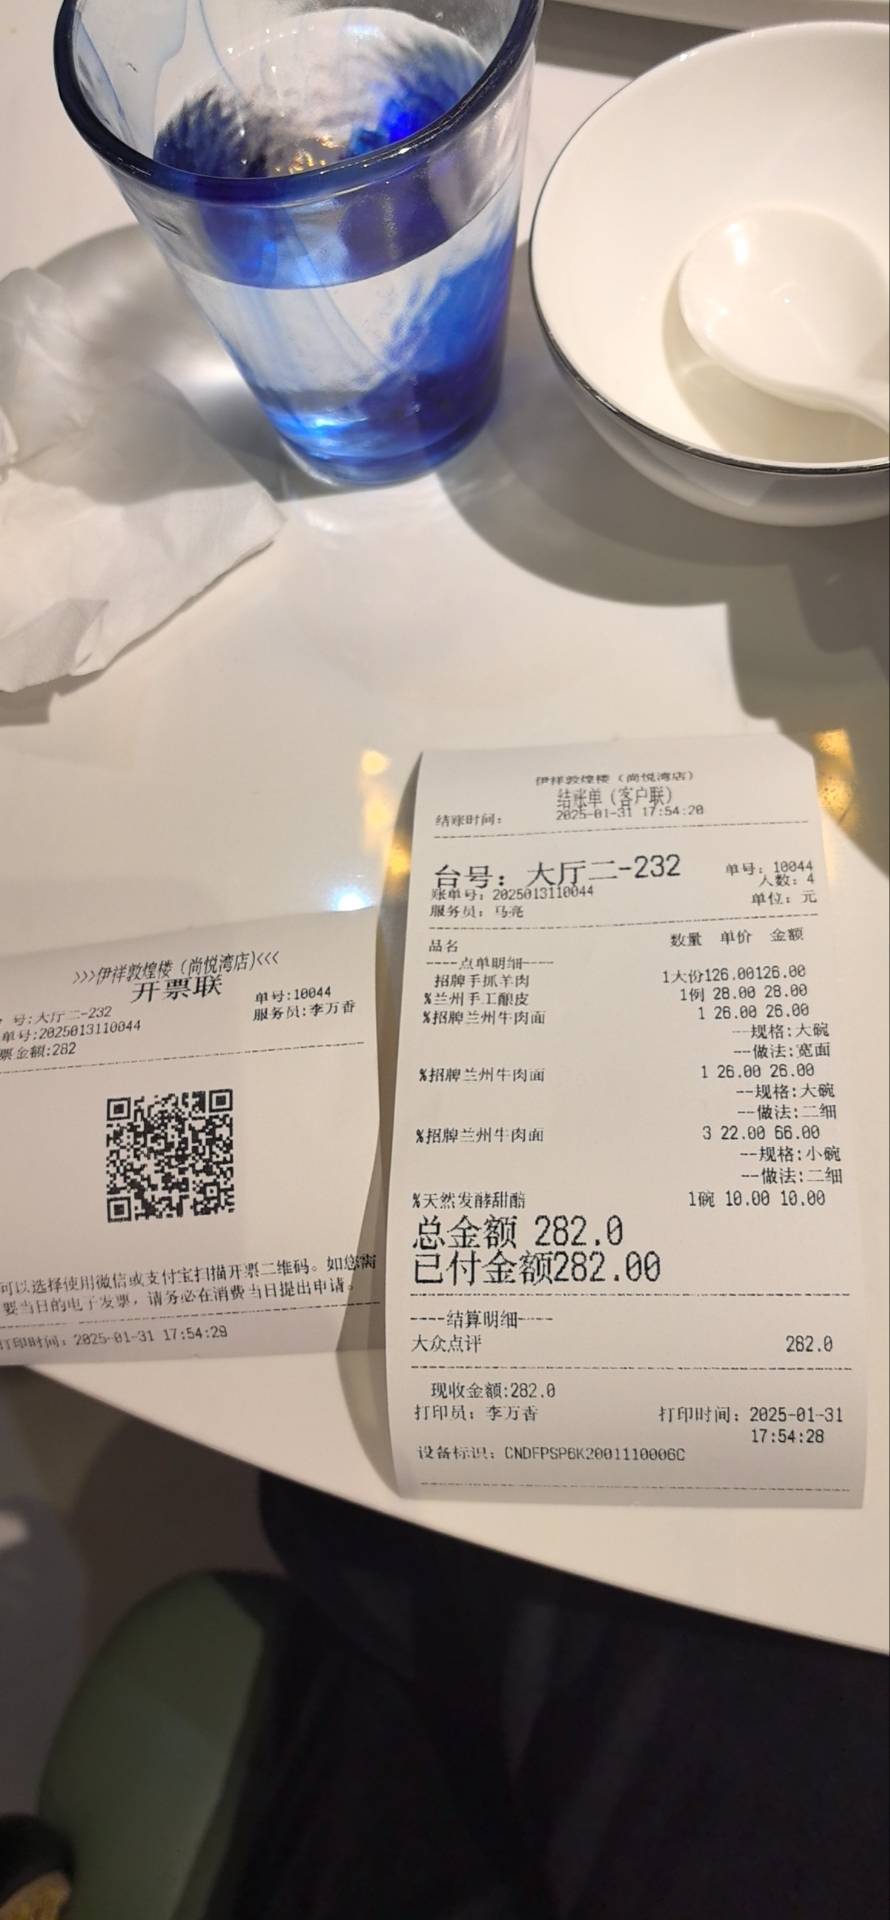 伊祥敦煌楼（尚悦湾店）
结账单（客户联）
结账时间： 2025-01-31 17:54:20
台号：大厅二-232 单号：10044
人数：4
账单号：2025013110044
服务员：马亮 单位：元
品名 数量 单价 金额
----点单明细----
招牌手抓羊肉 1大份126.00126.00
%兰州手工酿皮 1例 28.00 28.00
%招牌兰州牛肉面 1 26.00 26.00
--规格:大碗
--做法:宽面
%招牌兰州牛肉面 1 26.00 26.00
--规格:大碗
--做法:二细
%招牌兰州牛肉面 3 22.00 66.00
--规格:小碗
--做法:二细
%天然发酵甜醅 1碗 10.00 10.00
总金额 282.0
已付金额282.00
----结算明细----
大众点评 282.0
现收金额:282.0
打印员：李万香 打印时间：2025-01-31
17:54:28
设备标识：CNDFPSP6K2001110006C
>>>伊祥敦煌楼（尚悦湾店)<<<
开票联
号:大厅二-232 单号:10044
单号:2025013110044 服务员:李万香
票金额:282
可以选择使用微信或支付宝扫描开票二维码。如您需
要当日的电子发票，请务必在消费当日提出申请。
打印时间：2025-01-31 17:54:29